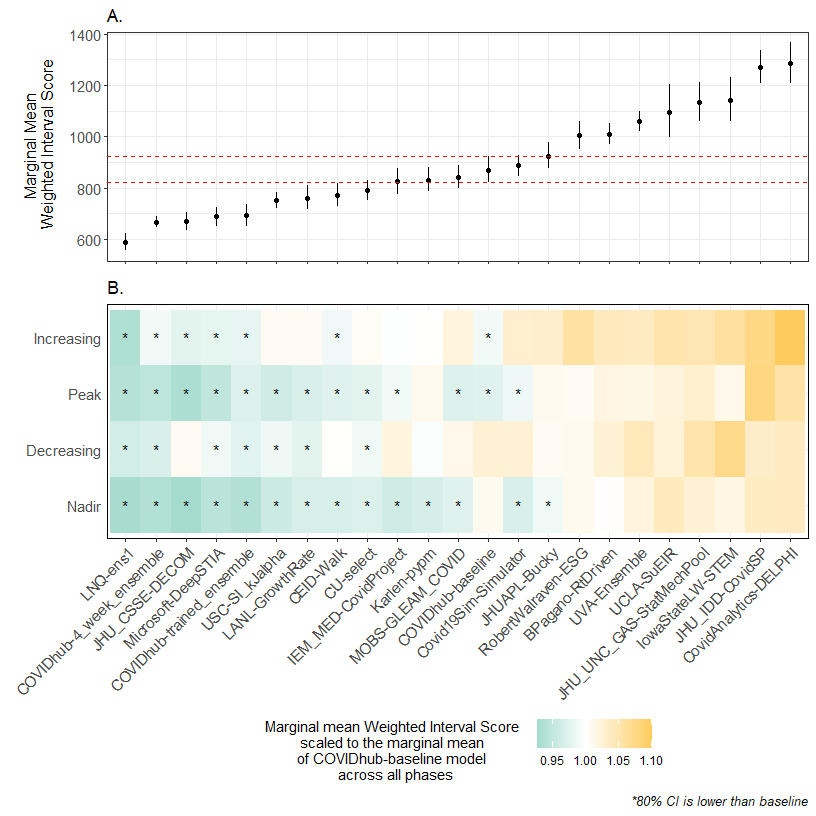 A.
Marginal Mean
Weighted Interval Score
1400
1200
1000
800
600
B.
Increasing
* * * * * * *
Peak
* * * * * * * * * * * * *
Decreasing
* * * * * * * *
Nadir
* * * * * * * * * * * * * *
LNQ-ens1
COVIDhub-4_week_ensemble
JHU_CSSE-DECOM
Microsoft-DeepSTIA
COVIDhub-trained_ensemble
USC-SI_kJalpha
LANL-GrowthRate
CEID-Walk
CU-select
IEM_MED-CovidProject
Karlen-pypm
MOBS-GLEAM_COVID
COVIDhub-baseline
Covid19Sim-Simulator
JHUAPL-Bucky
RobertWalraven-ESG
BPagano-RtDriven
UVA-Ensemble
UCLA-SuEIR
JHU_UNC_GAS-StatMechPool
IowaStateLW-STEM
JHU_IDD-CovidSP
CovidAnalytics-DELPHI
Marginal mean Weighted Interval Score
scaled to the marginal mean
of COVIDhub-baseline model
across all phases
0.95 1.00 1.05 1.10
*80% CI is lower than baseline